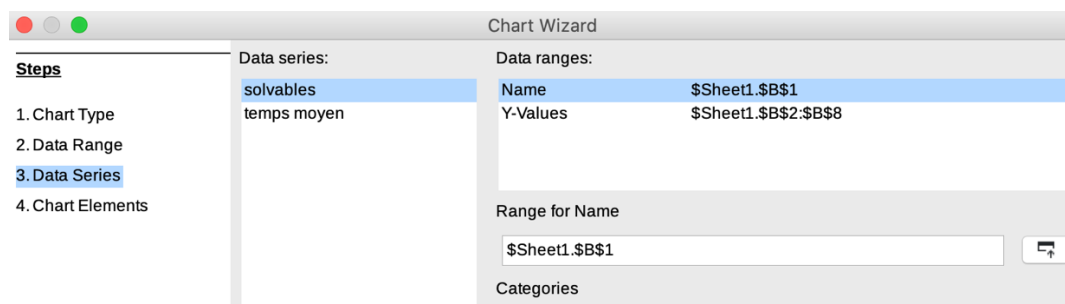 Chart Wizard
Steps
1. Chart Type
2. Data Range
3. Data Series
4. Chart Elements
Data series:
solvables
temps moyen
Data ranges:
Name $Sheet1.$B$1
Y-Values $Sheet1.$B$2:$B$8
Range for Name
$Sheet1.$B$1
Categories